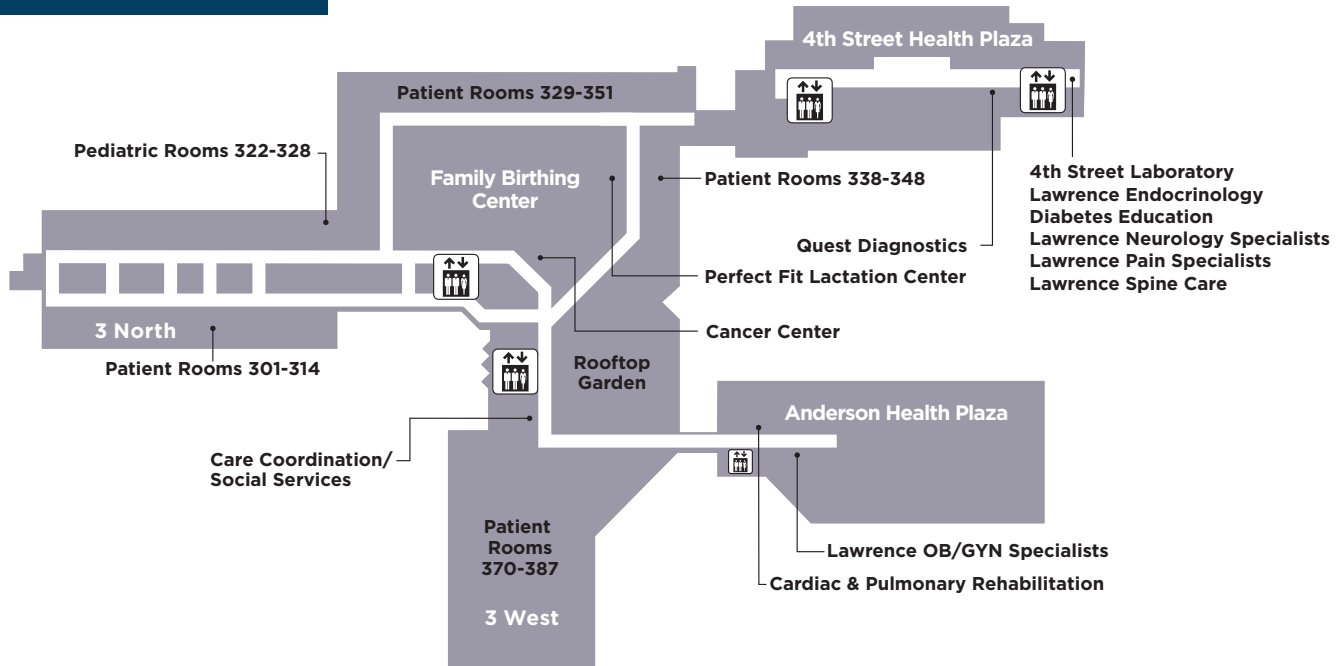 4th Street Health Plaza
Patient Rooms 329-351
Pediatric Rooms 322-328
Family Birthing
Center
Patient Rooms 338-348
4th Street Laboratory
Lawrence Endocrinology
Diabetes Education
Lawrence Neurology Specialists
Lawrence Pain Specialists
Lawrence Spine Care
Quest Diagnostics
Perfect Fit Lactation Center
3 North
Cancer Center
Patient Rooms 301-314
Rooftop
Garden
Anderson Health Plaza
Care Coordination/
Social Services
Patient
Rooms
370-387
Lawrence OB/GYN Specialists
Cardiac & Pulmonary Rehabilitation
3 West